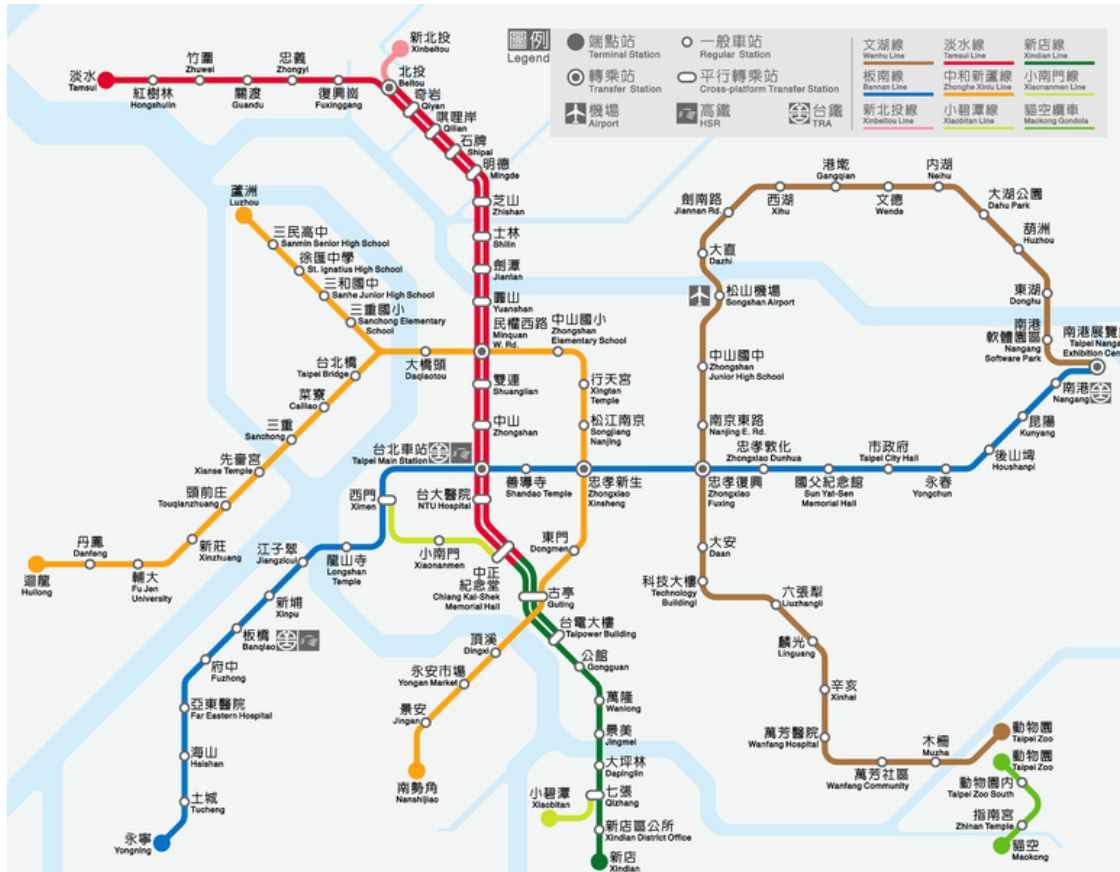 圖例
Legend
端點站
Terminal Station
一般車站
Regular Station
轉乘站
Transfer Station
平行轉乘站
Cross-platform Transfer Station
機場
Airport
高鐵
HSR
台鐵
TRA
文湖線
Wenhu Line
淡水線
Tamsui Line
新店線
Xindian Line
板南線
Bannan Line
中和新蘆線
Zhonghe Xinlu Line
小南門線
Xiaonanmen Line
新北投線
Xinbeitou Line
小碧潭線
Xiaobitan Line
貓空纜車
Maokong Gondola
新北投
Xinbeitou
淡水
Tamsui
紅樹林
Hongshulin
竹圍
Zhuwei
關渡
Guandu
忠義
Zhongyi
復興崗
Fuxinggang
北投
Beitou
奇岩
Qiyan
唭哩岸
Qilian
石牌
Shipai
明德
Mingde
芝山
Zhishan
士林
Shilin
劍潭
Jiantan
圓山
Yuanshan
民權西路
Minquan
W. Rd.
雙連
Shuanglian
中山
Zhongshan
台北車站
Taipei Main Station
台大醫院
NTU Hospital
中正
紀念堂
Chiang Kai-Shek
Memorial Hall
蘆洲
Luzhou
三民高中
Sanmin Senior High School
徐匯中學
St. Ignatius High School
三和國中
Sanhe Junior High School
三重國小
Sanchong Elementary
School
台北橋
Taipei Bridge
菜寮
Cailiao
三重
Sanchong
先嗇宮
Xianse Temple
頭前庄
Touqianzhuang
新莊
Xinzhuang
輔大
Fu Jen
University
丹鳳
Danfeng
迴龍
Huilong
大橋頭
Daqiaotou
中山國小
Zhongshan
Elementary School
行天宮
Xingtan
Temple
松江南京
Songjiang
Nanjing
忠孝新生
Zhongxiao
Xinsheng
東門
Dongmen
古亭
Guting
頂溪
Dingxi
永安市場
Yongan Market
景安
Jingan
南勢角
Nanshijiao
台電大樓
Taipower Building
公館
Gongguan
萬隆
Wanlong
景美
Jingmei
大坪林
Dapinglin
七張
Qizhang
小碧潭
Xiaobitan
新店區公所
Xindian District Office
新店
Xindian
西門
Ximen
小南門
Xiaonanmen
龍山寺
Longshan
Temple
江子翠
Jiangzicui
新埔
Xinpu
板橋
Banqiao
府中
Fuzhong
亞東醫院
Far Eastern Hospital
海山
Haishan
土城
Tucheng
永寧
Yongning
善導寺
Shandao Temple
忠孝復興
Zhongxiao
Fuxing
忠孝敦化
Zhongxiao Dunhua
國父紀念館
Sun Yat-Sen
Memorial Hall
市政府
Taipei City Hall
永春
Yongchun
後山埤
Houshanpi
昆陽
Kunyang
南港
Nangang
南港展覽
Taipei Nanga
Exhibition Cen
南港
軟體園區
Nangang
Software Park
東湖
Donghu
葫洲
Huzhou
大湖公園
Dahu Park
內湖
Neihu
文德
Wende
港墘
Gangqian
西湖
Xihu
劍南路
Jiannan Rd.
大直
Dazhi
松山機場
Songshan Airport
中山國中
Zhongshan
Junior High School
南京東路
Nanjing E. Rd.
大安
Daan
科技大樓
Technology
Buildingl
六張犁
Liuzhangli
麟光
Linguang
辛亥
Xinhai
萬芳醫院
Wanfang Hospital
萬芳社區
Wanfang Community
木柵
Muzha
動物園
Taipei Zoo
動物園
Taipei Zoo
動物園內
Taipei Zoo South
指南宮
Zhinan Temple
貓空
Maokong